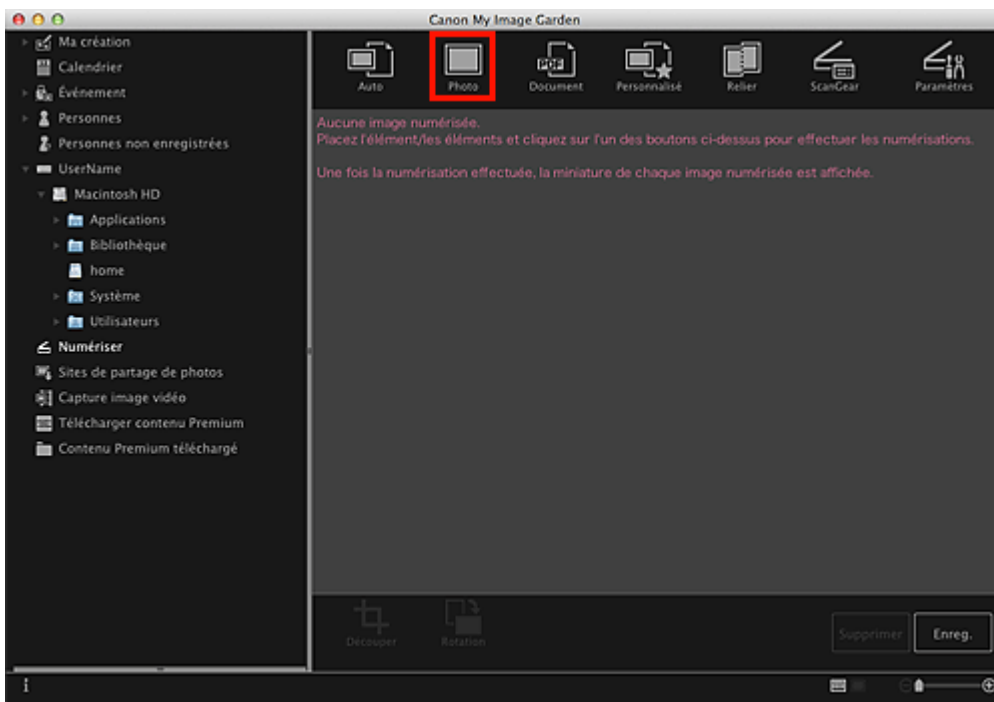 Canon My Image Garden
Ma création
Calendrier
Événement
Personnes
Personnes non enregistrées
UserName
Macintosh HD
Applications
Bibliothèque
home
Système
Utilisateurs
Numériser
Sites de partage de photos
Capture image vidéo
Télécharger contenu Premium
Contenu Premium téléchargé
Auto
Photo
PDF
Document
Personnalisé
Relier
ScanGear
Paramètres
Aucune image numérisée.
Placez l'élément/les éléments et cliquez sur l'un des boutons ci-dessus pour effectuer les numérisations.
Une fois la numérisation effectuée, la miniature de chaque image numérisée est affichée.
Découper
Rotation
Supprimer
Enreg.